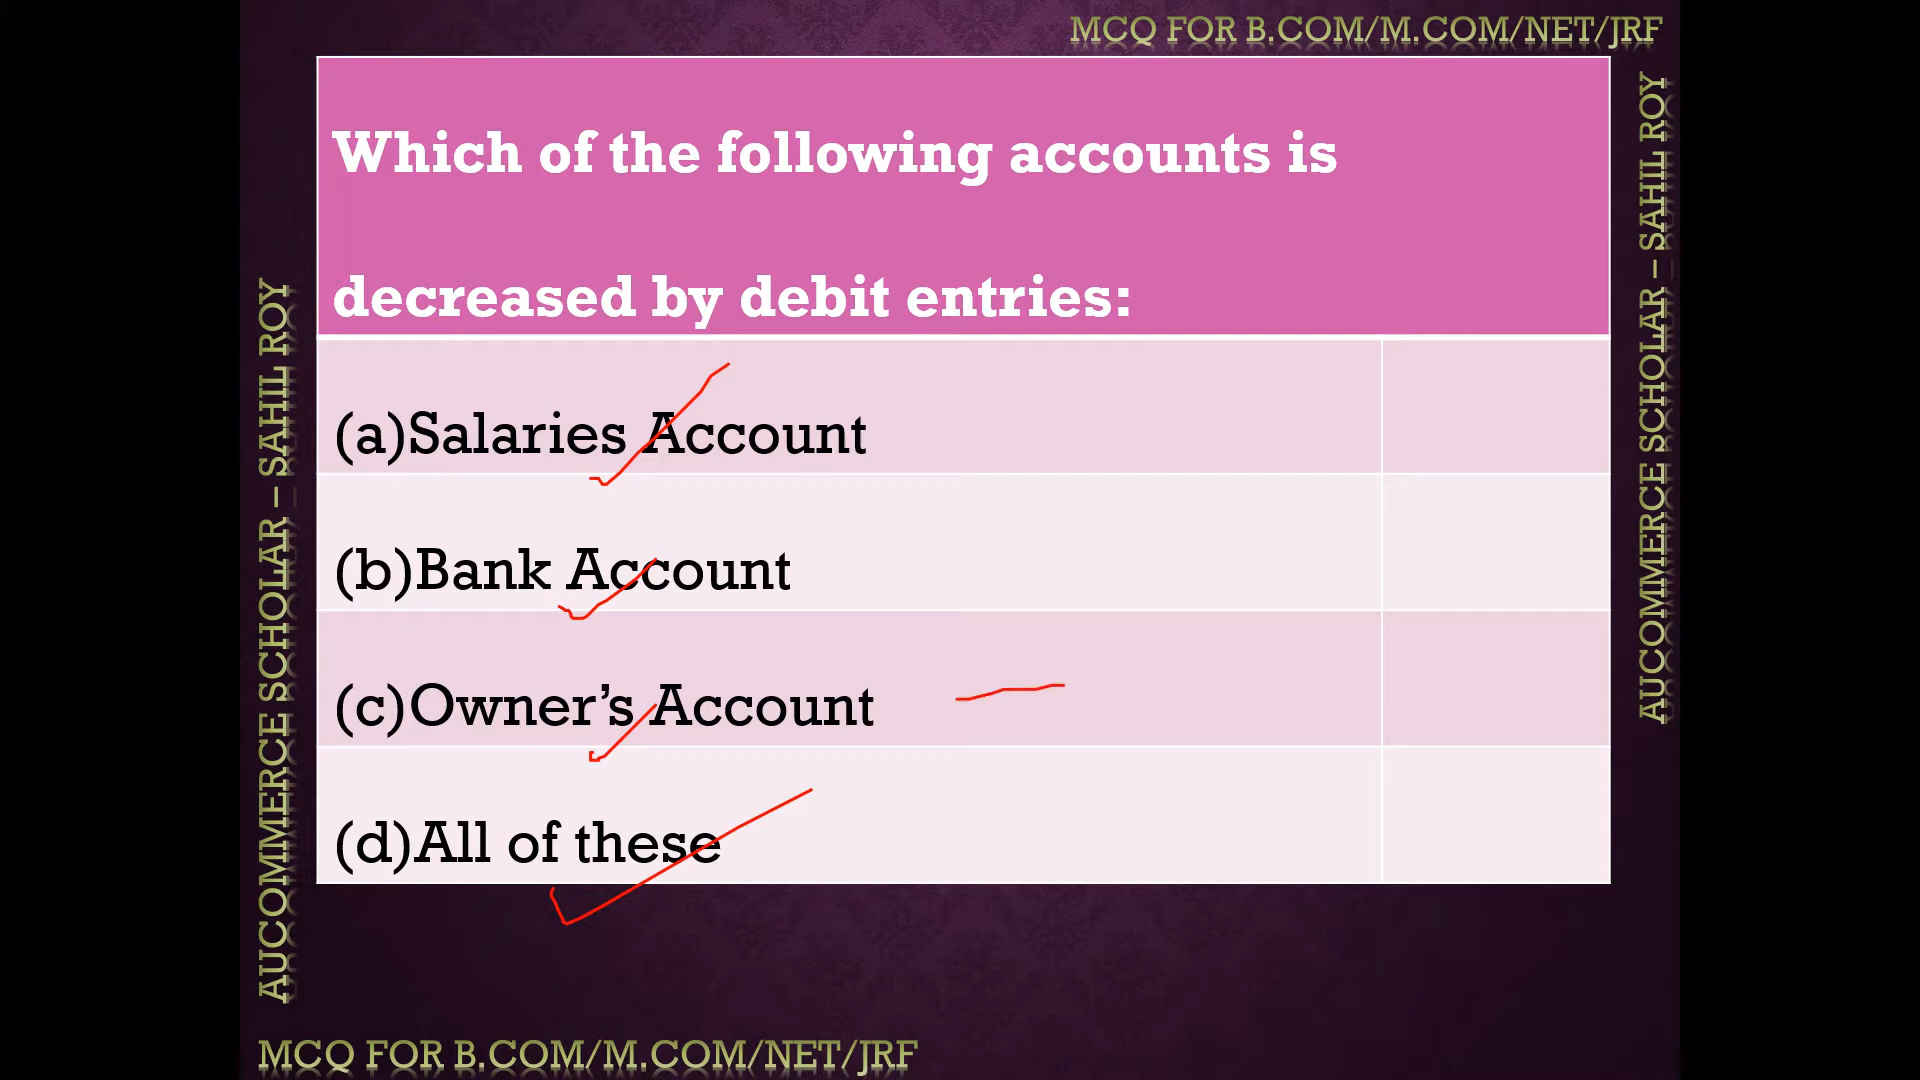 MCQ FOR B.COM/M.COM/NET/JRF
Which of the following accounts is
decreased by debit entries:
(a)Salaries Account
(b)Bank Account
(c)Owner’s Account
(d)All of these
AUCOMMERCE SCHOLAR – SAHIL ROY
AUCOMMERCE SCHOLAR – SAHIL ROY
MCQ FOR B.COM/M.COM/NET/JRF